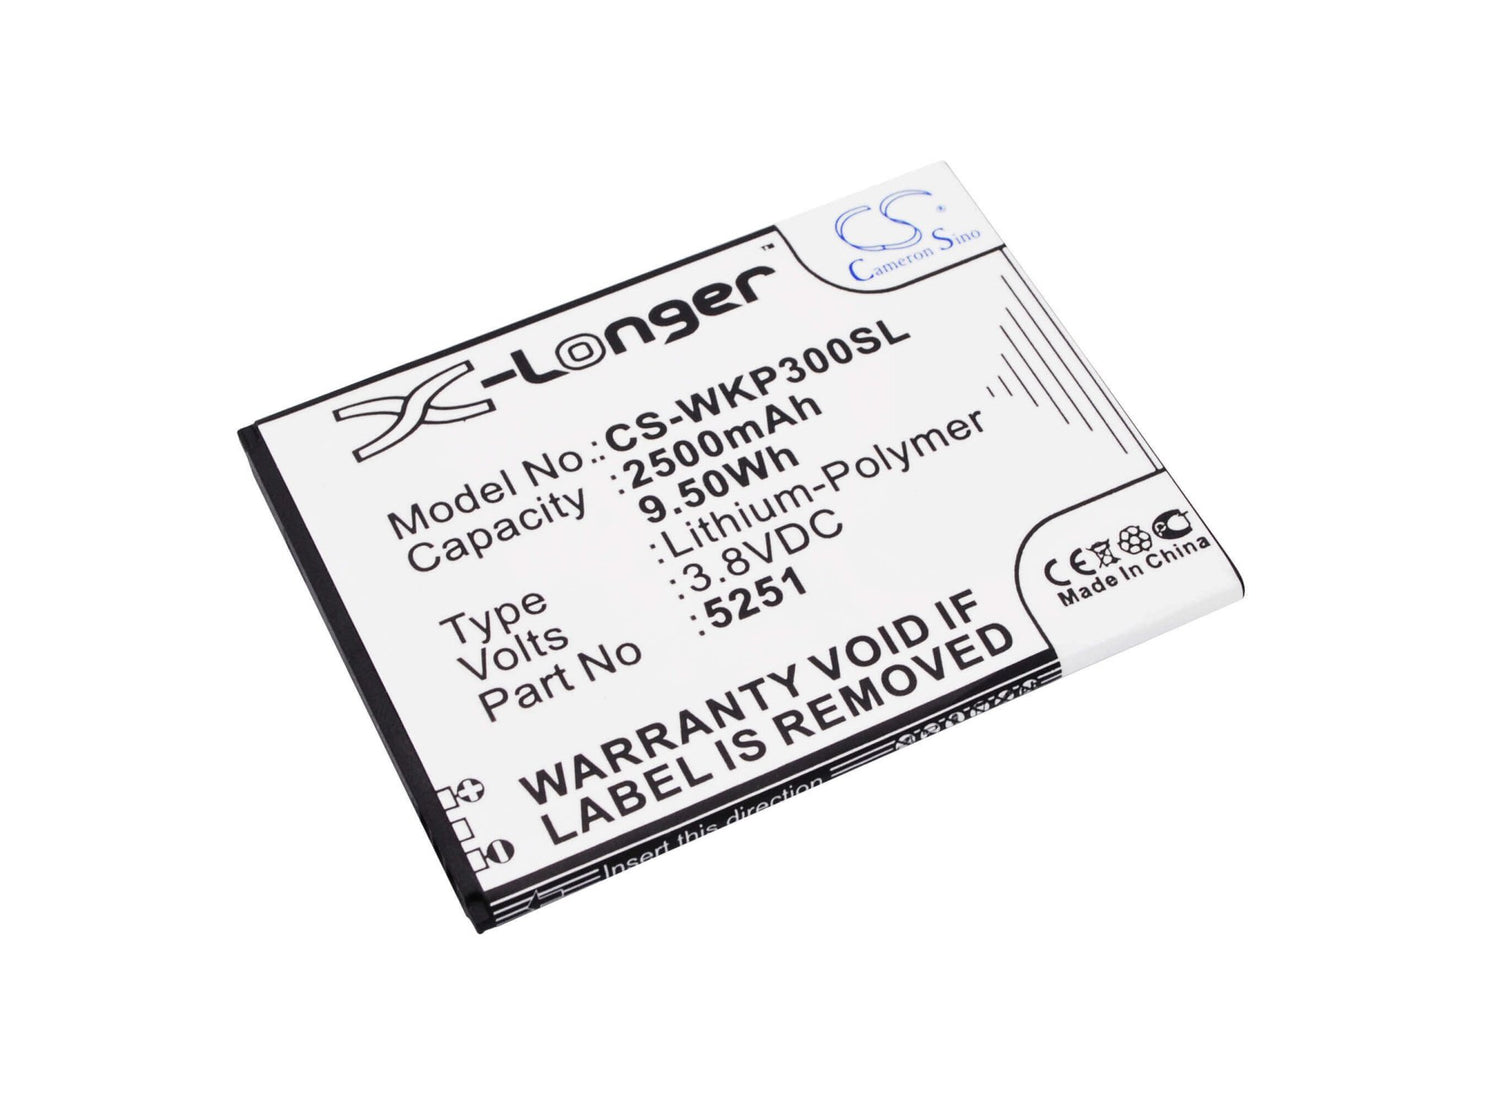 CS®
Cameron Sino
X-Longer™
Model No. :CS-WKP300SL
Capacity :2500mAh
9.50Wh
Type :Lithium-Polymer
Volts :3.8VDC
Part No :5251
WARRANTY VOID IF
LABEL IS REMOVED
CE
Made In China
Insert this direction